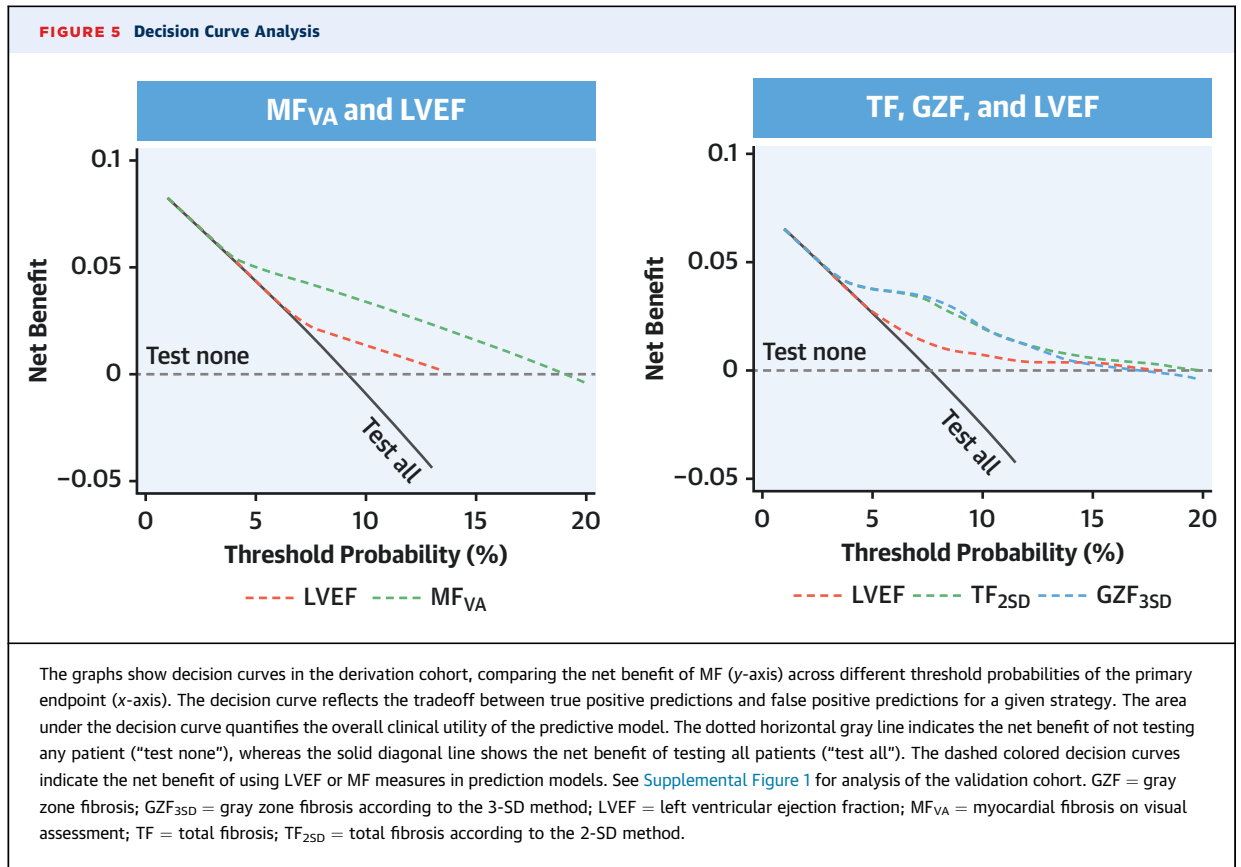 FIGURE 5 Decision Curve Analysis
MFVA and LVEF
0.1
0.05
0
−0.05
Net Benefit
Test none
Test all
0 5 10 15 20
Threshold Probability (%)
LVEF MFVA
TF, GZF, and LVEF
0.1
0.05
0
−0.05
Net Benefit
Test none
Test all
0 5 10 15 20
Threshold Probability (%)
LVEF TF2SD GZF3SD
The graphs show decision curves in the derivation cohort, comparing the net benefit of MF (y-axis) across different threshold probabilities of the primary
endpoint (x-axis). The decision curve reflects the tradeoff between true positive predictions and false positive predictions for a given strategy. The area
under the decision curve quantifies the overall clinical utility of the predictive model. The dotted horizontal gray line indicates the net benefit of not testing
any patient (“test none”), whereas the solid diagonal line shows the net benefit of testing all patients (“test all”). The dashed colored decision curves
indicate the net benefit of using LVEF or MF measures in prediction models. See Supplemental Figure 1 for analysis of the validation cohort. GZF = gray
zone fibrosis; GZF3SD = gray zone fibrosis according to the 3-SD method; LVEF = left ventricular ejection fraction; MFVA = myocardial fibrosis on visual
assessment; TF = total fibrosis; TF2SD = total fibrosis according to the 2-SD method.